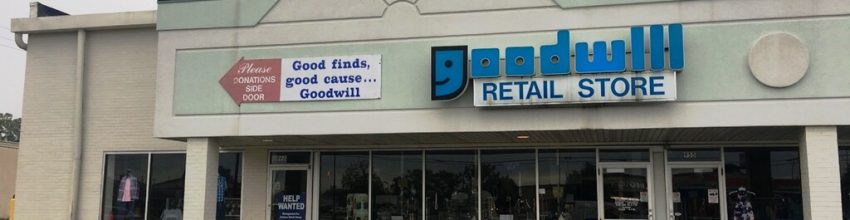 Please
DONATIONS
SIDE
DOOR
Good finds,
good cause...
Goodwill
goodwill
RETAIL STORE
HELP
WANTED